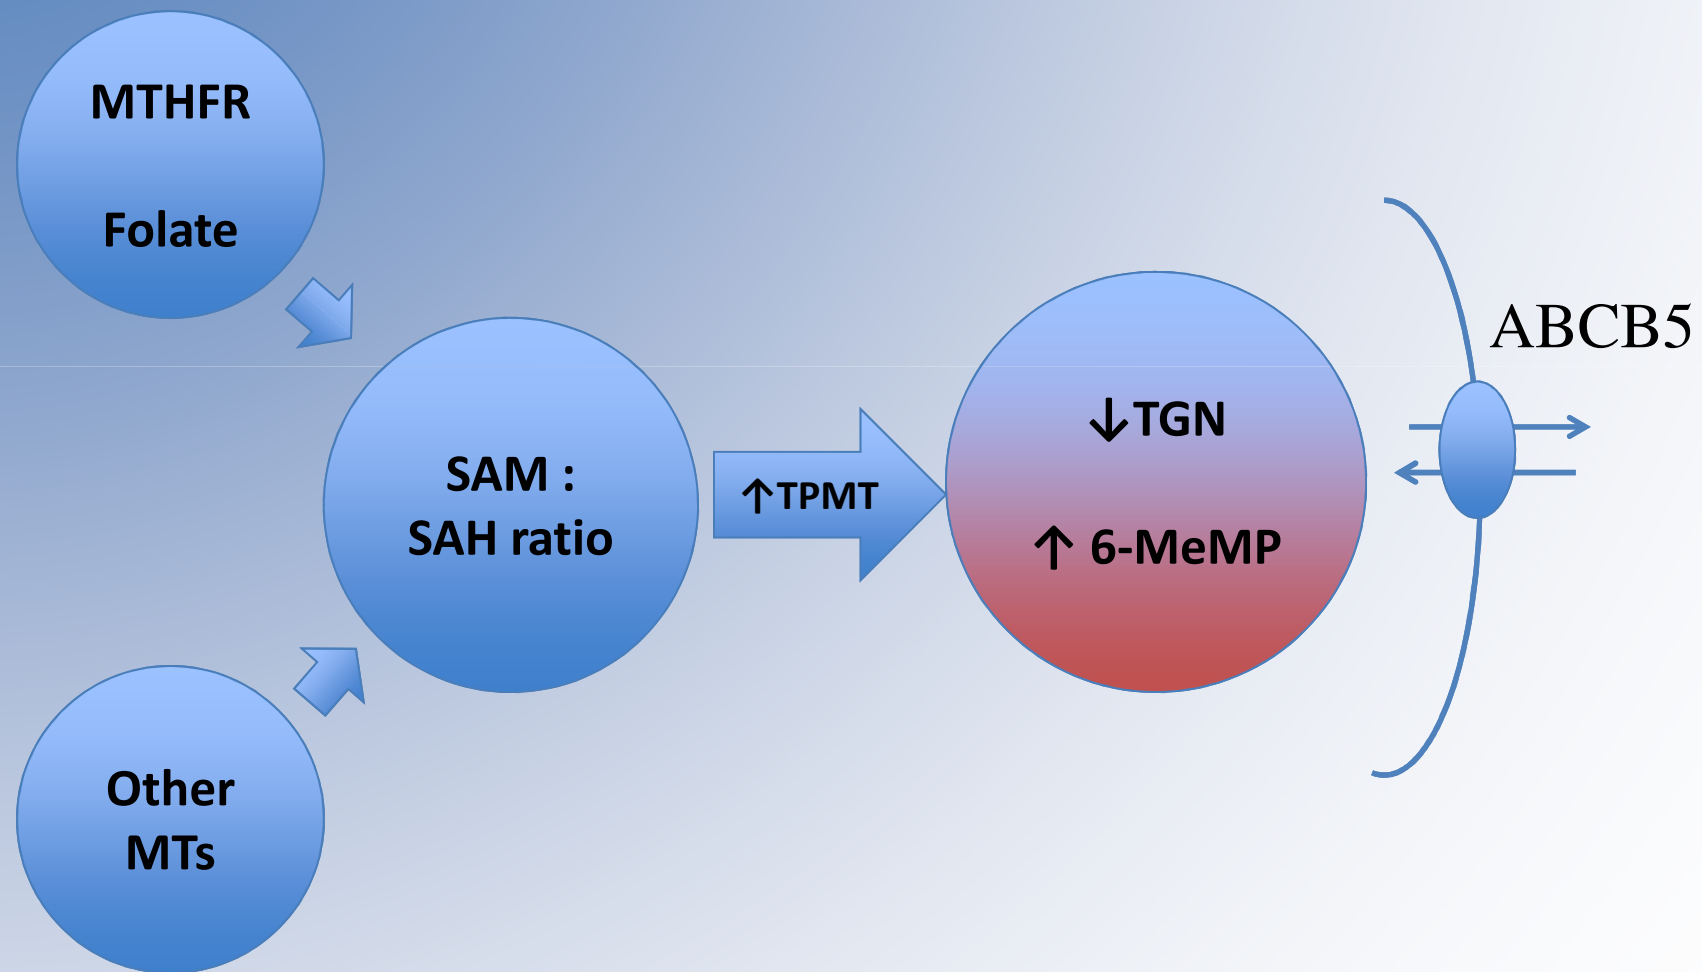 MTHFR
Folate
Other
MTs
SAM :
SAH ratio
↑TPMT
↓TGN
↑ 6-MeMP
ABCB5